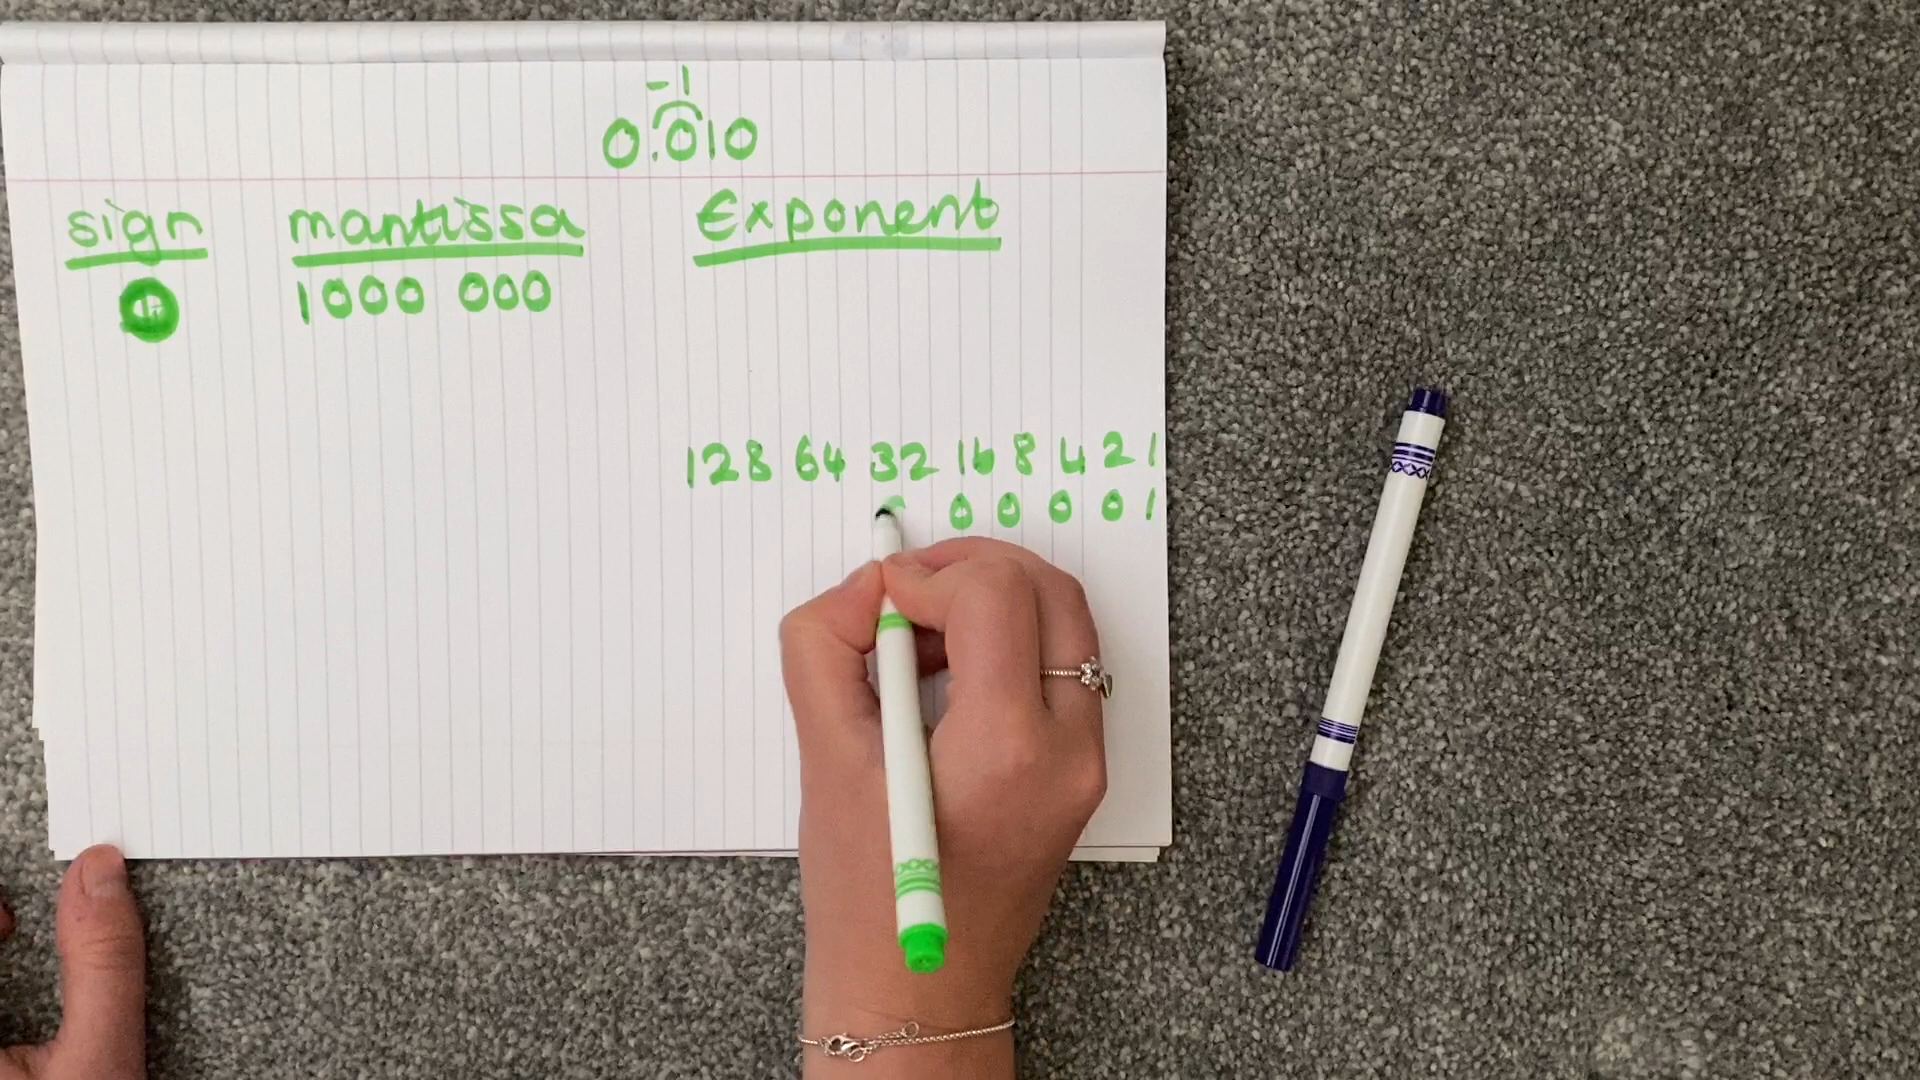 -1
0.010
sign mantissa Exponent
0 1000 000
128 64 32 16 8 4 2 1
0 0 0 0 1